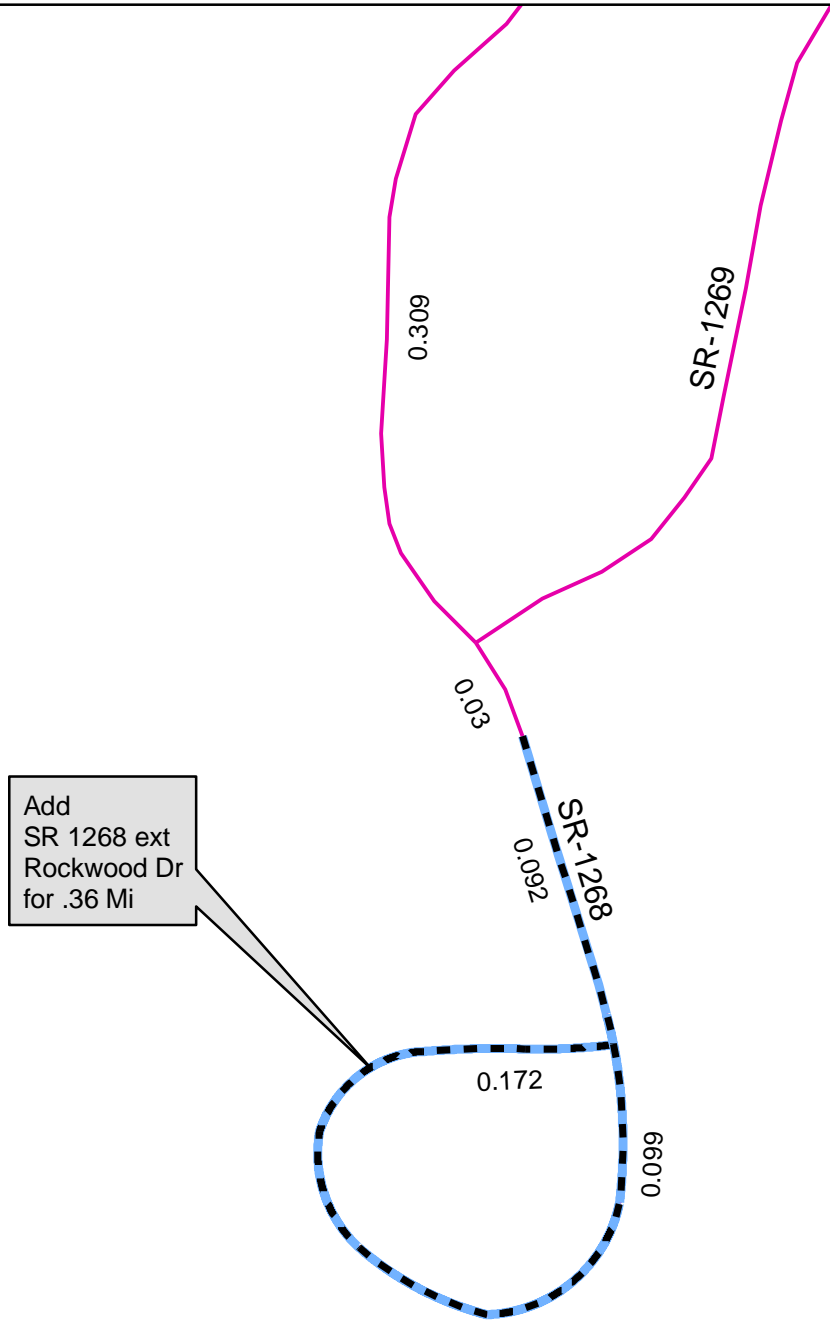 0.309
SR-1269
0.03
SR-1268
0.092
Add
SR 1268 ext
Rockwood Dr
for .36 Mi
0.172
0.099